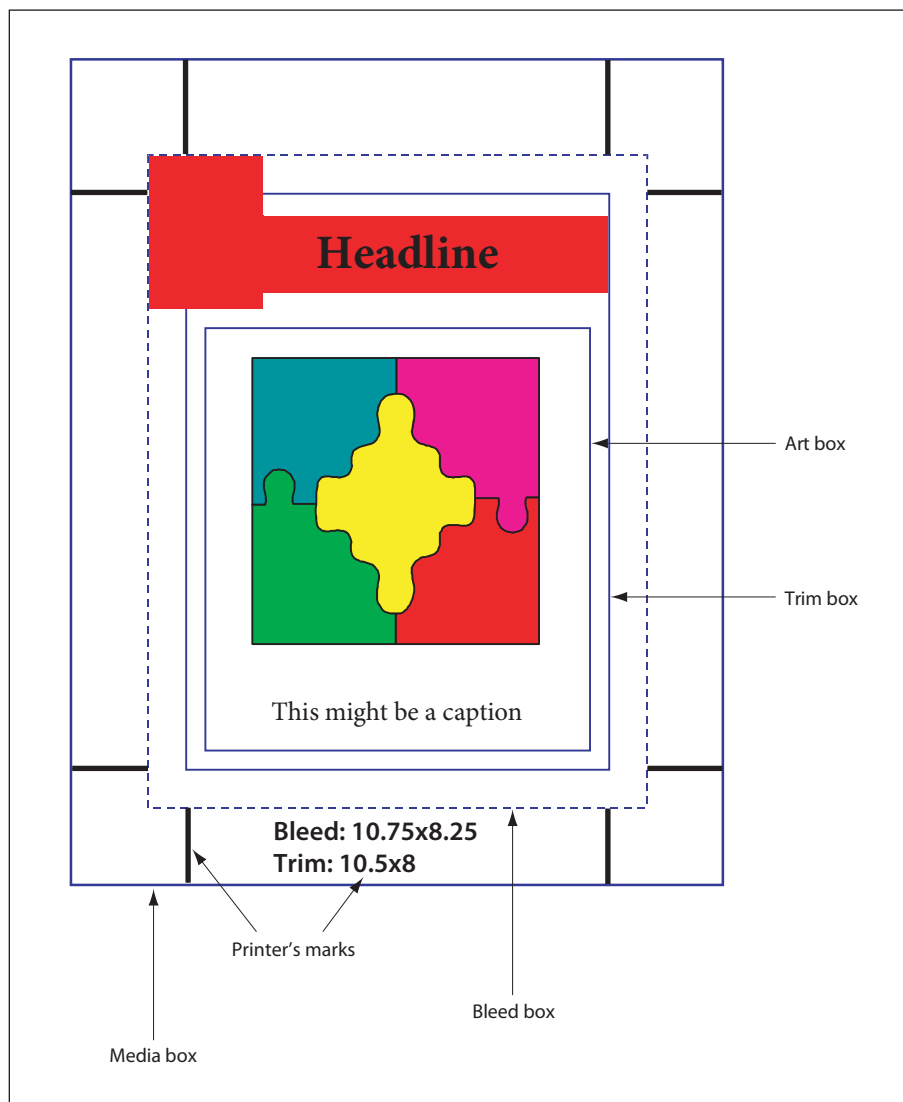 Headline
Art box
Trim box
This might be a caption
Bleed: 10.75x8.25
Trim: 10.5x8
Printer’s marks
Bleed box
Media box